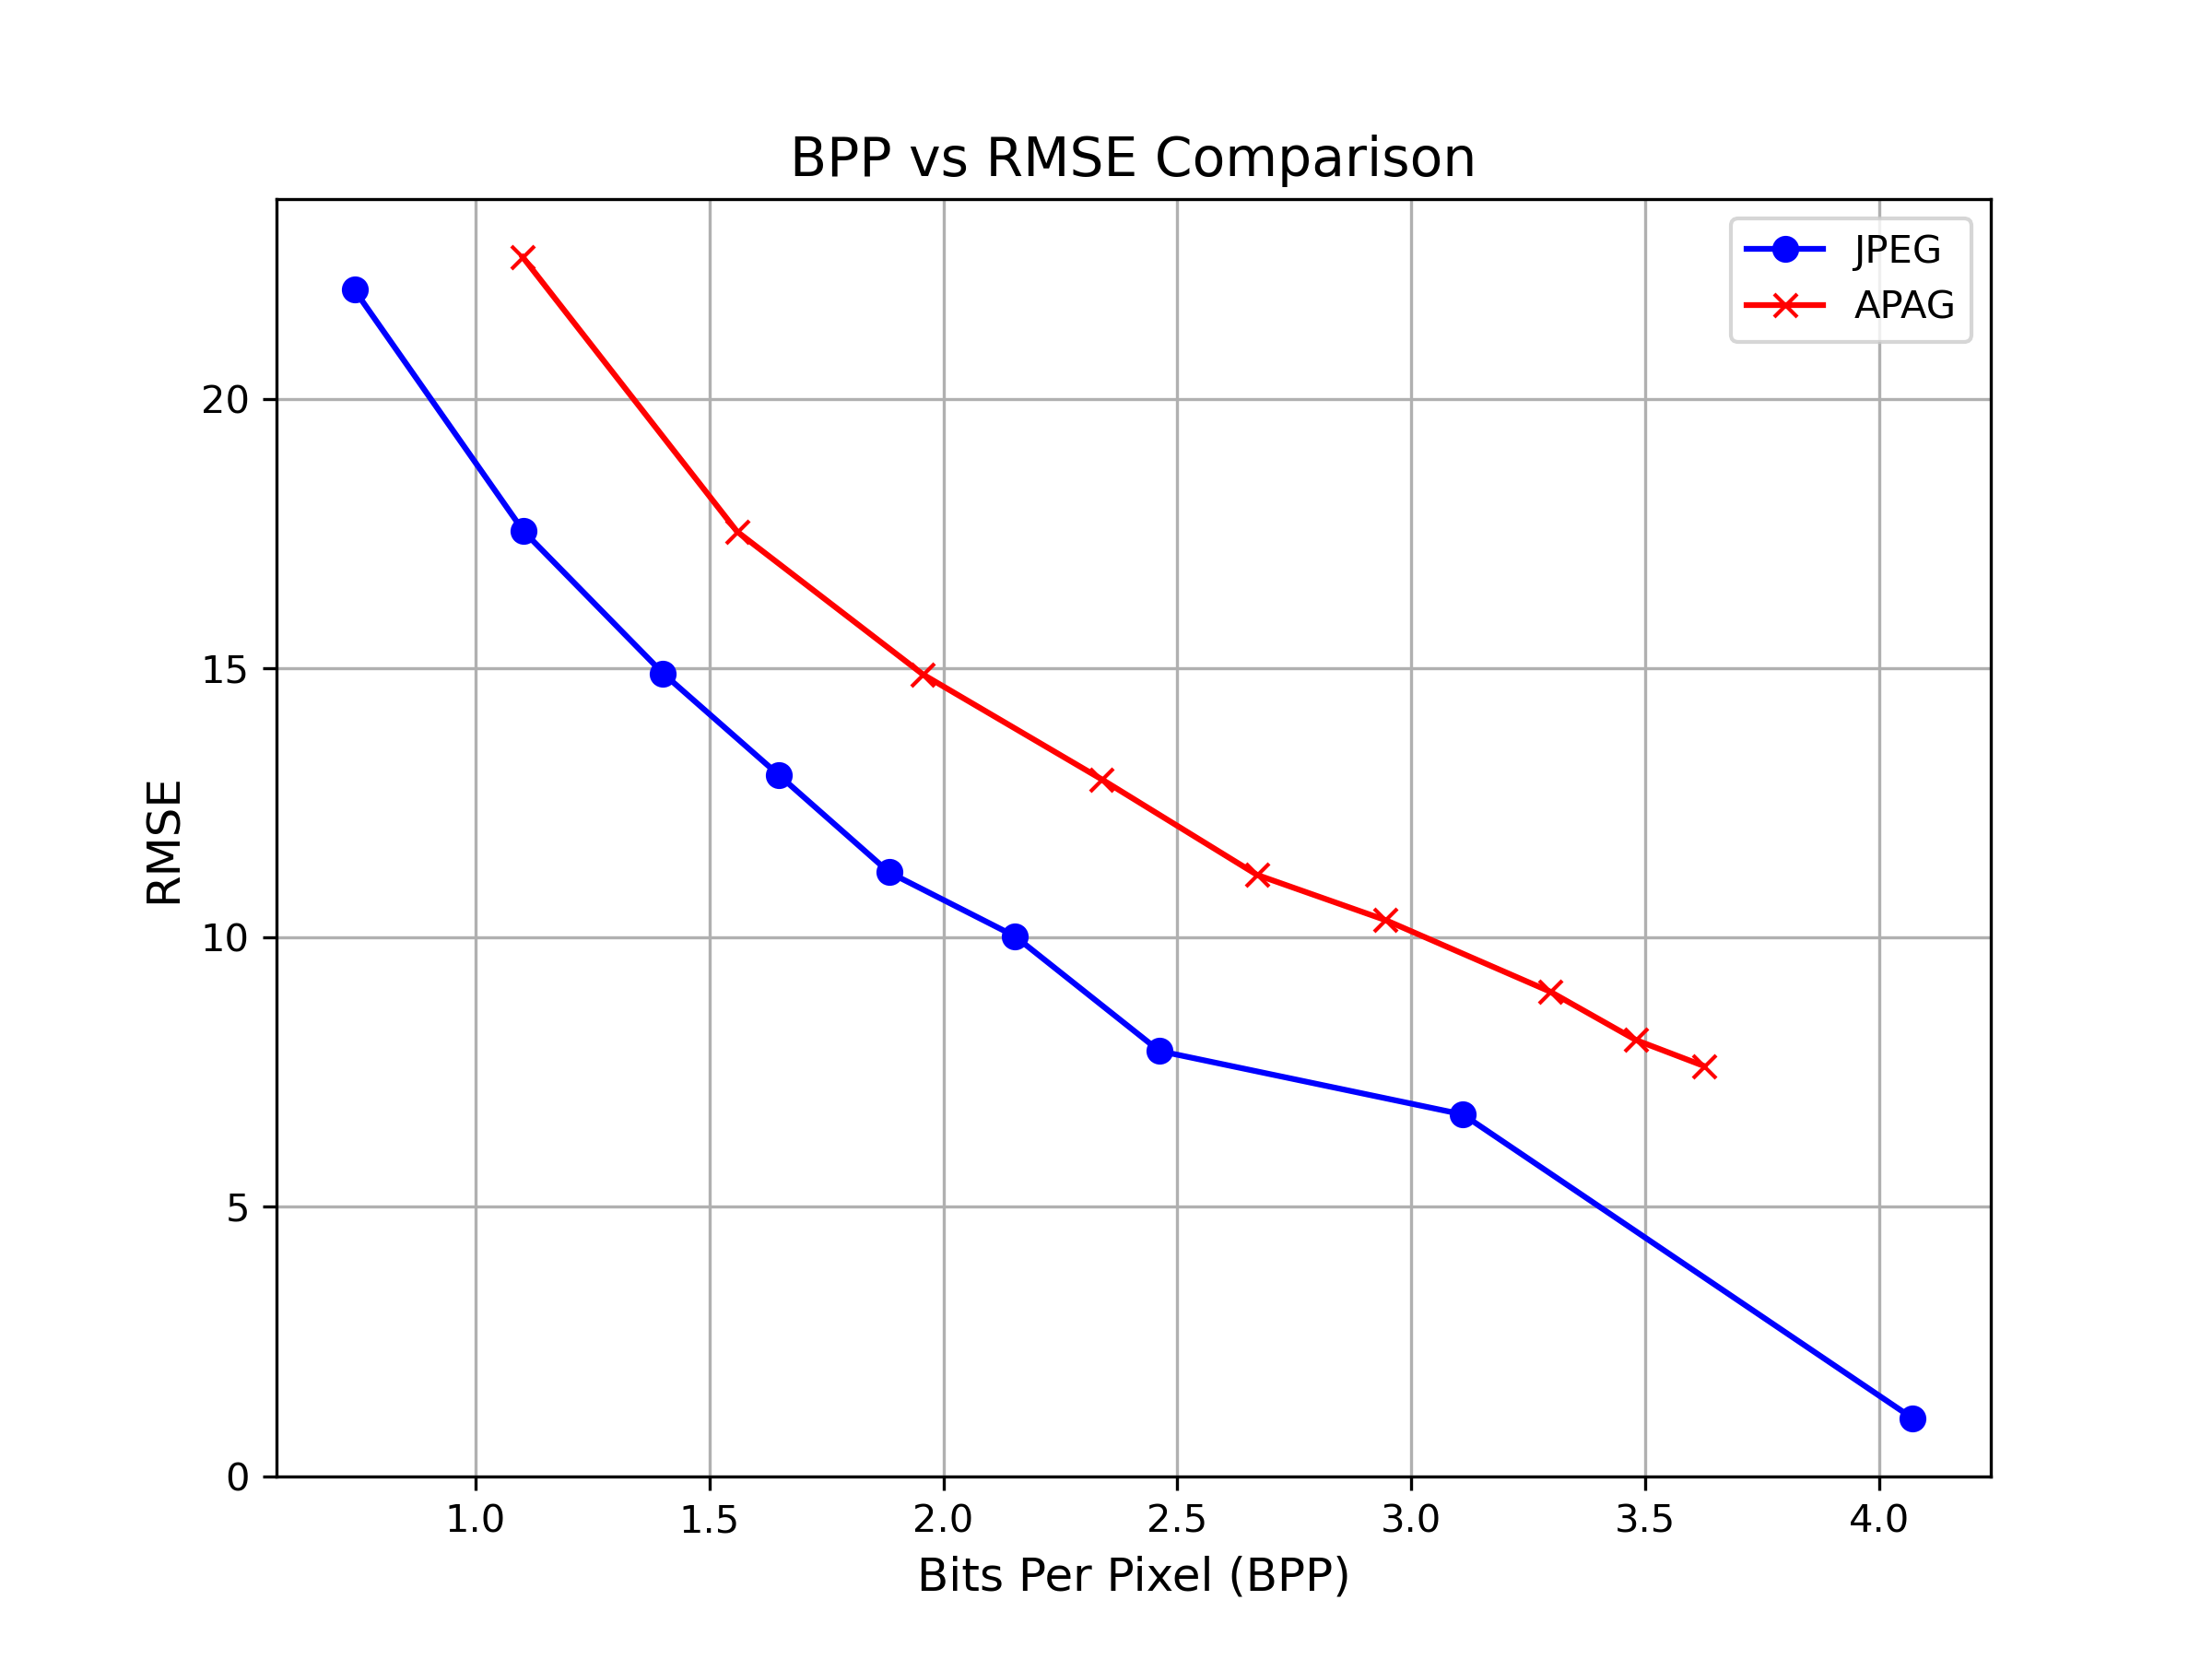 BPP vs RMSE Comparison
JPEG
APAG
20
15
10
5
0
RMSE
1.0 1.5 2.0 2.5 3.0 3.5 4.0
Bits Per Pixel (BPP)